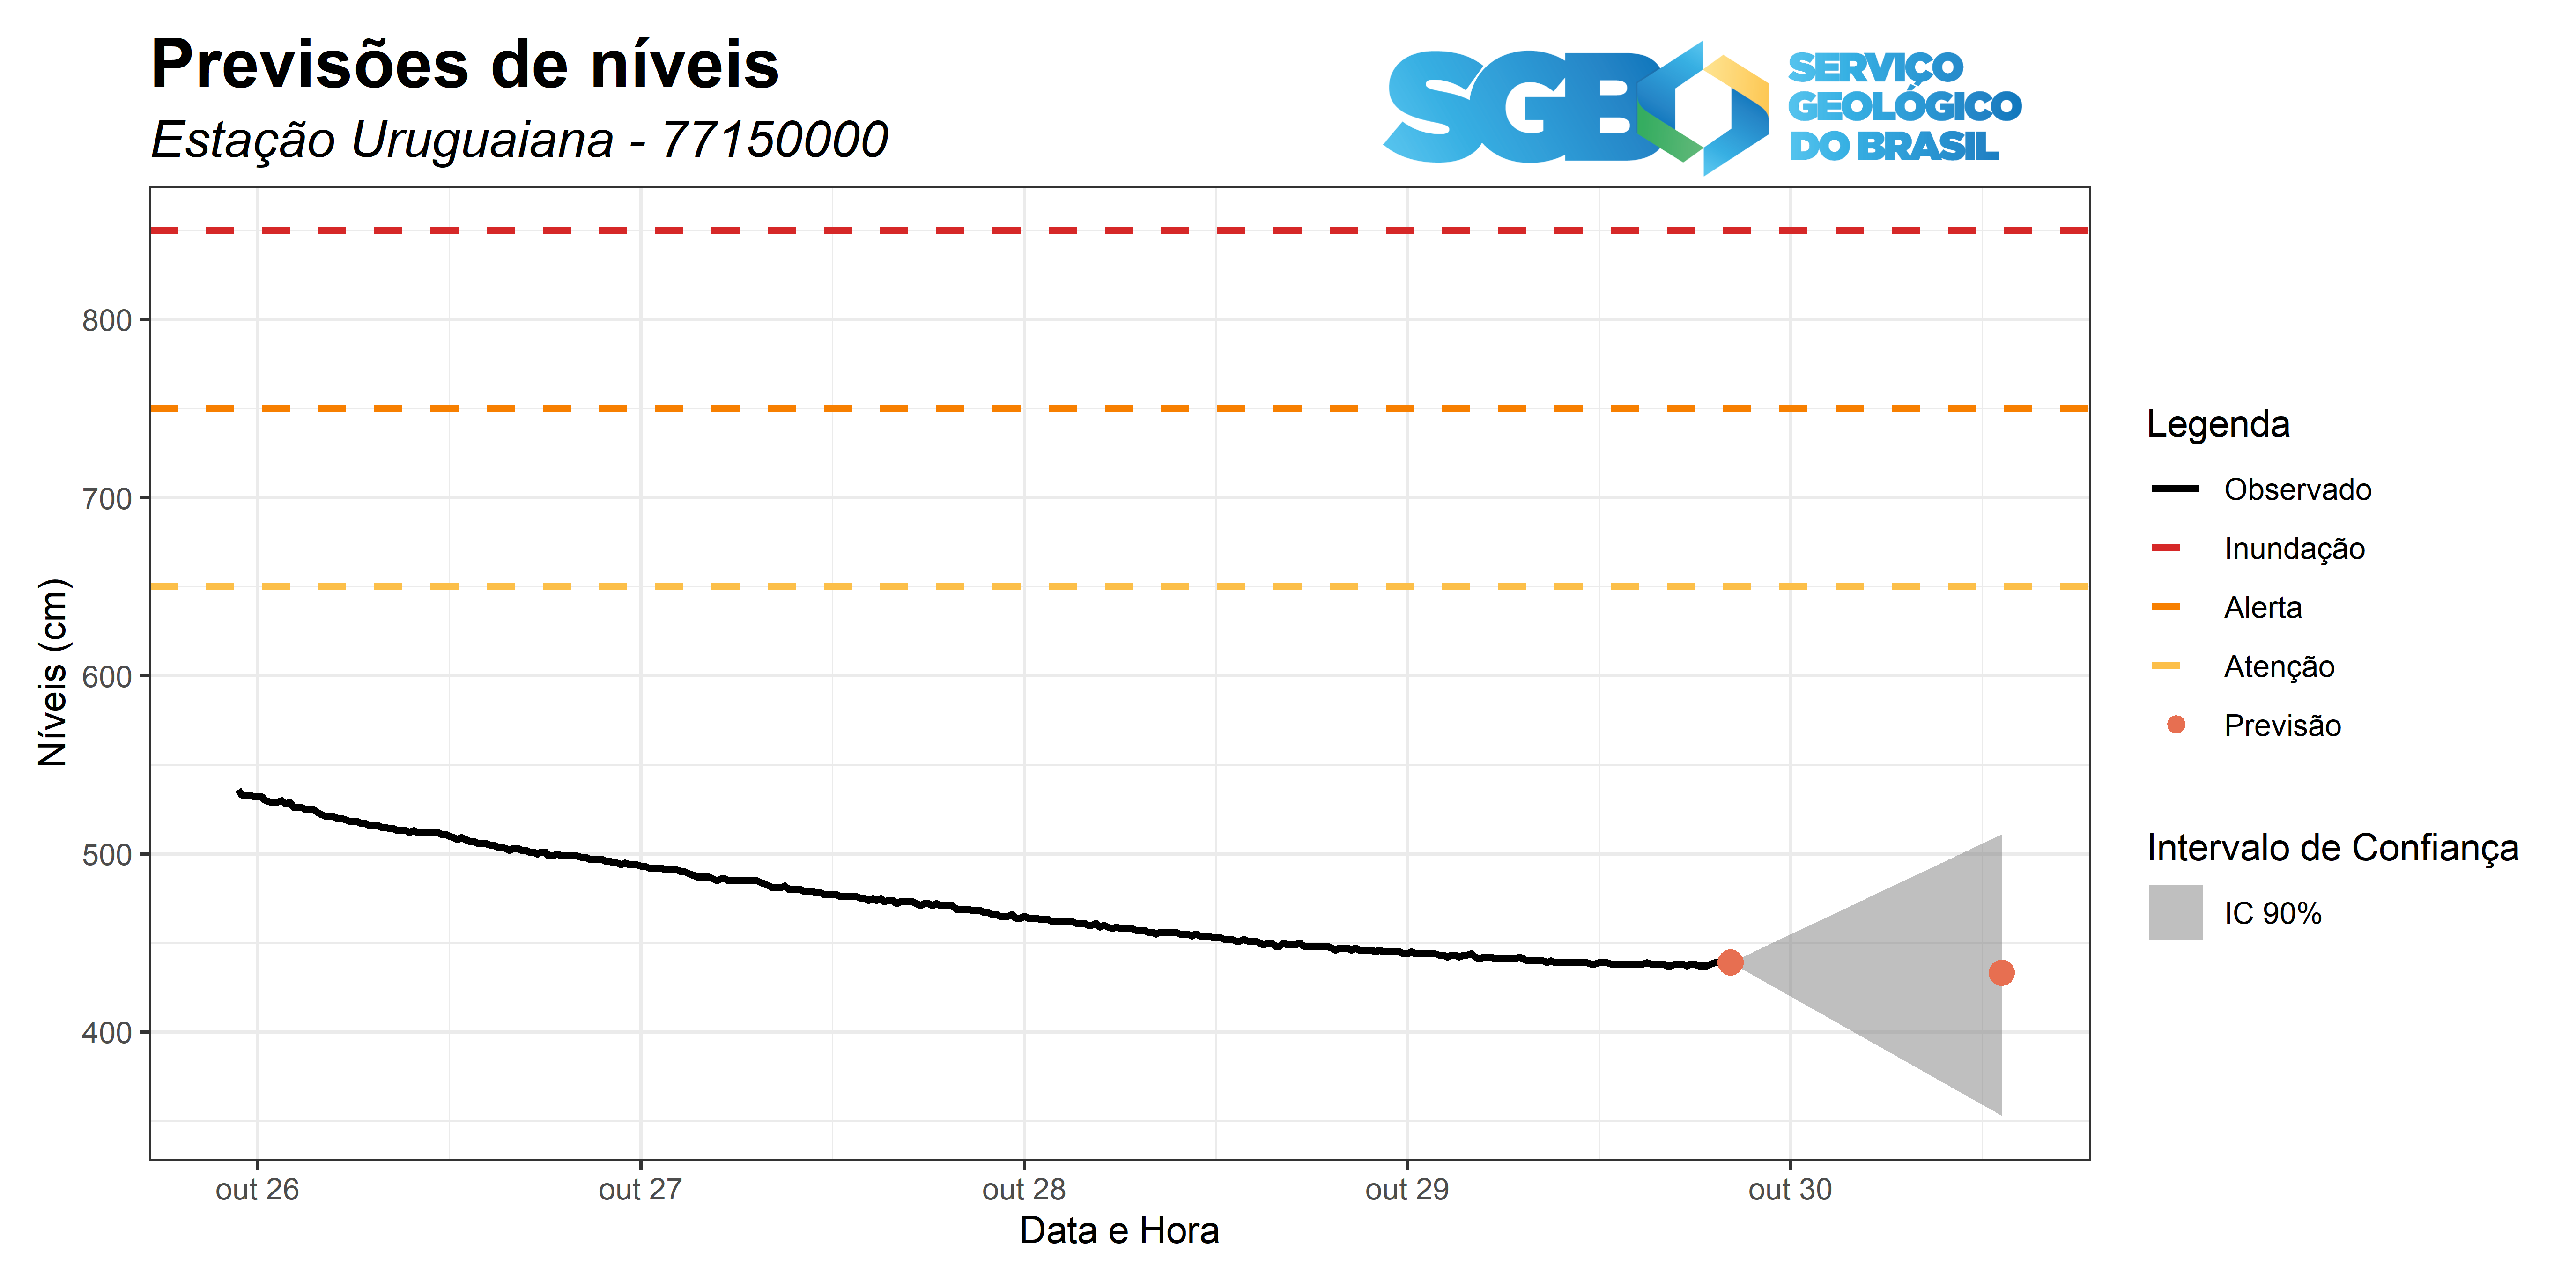 Previsões de níveis
Estação Uruguaiana - 77150000
SGB
SERVIÇO
GEOLÓGICO
DO BRASIL
Níveis (cm)
800
700
600
500
400
out 26
out 27
out 28
out 29
out 30
Data e Hora
Legenda
Observado
Inundação
Alerta
Atenção
Previsão
Intervalo de Confiança
IC 90%